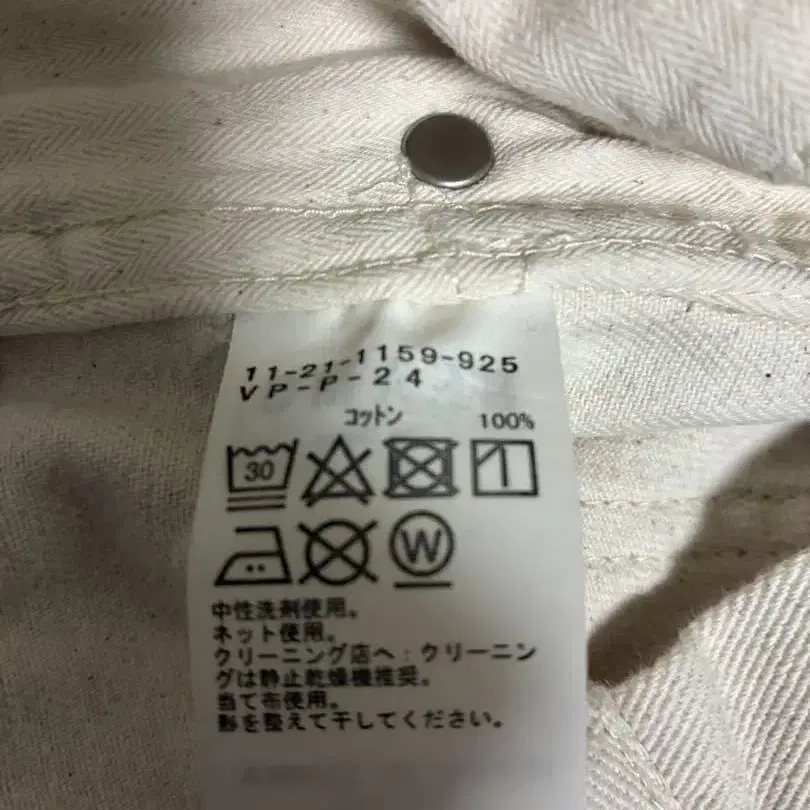 11-21-1159-925
VP-P-24
コットン 100%
30
W
中性洗剤使用。
ネット使用。
クリーニング店へ：クリーニン
グは静止乾燥機推奨。
当て布使用。
形を整えて干してください。